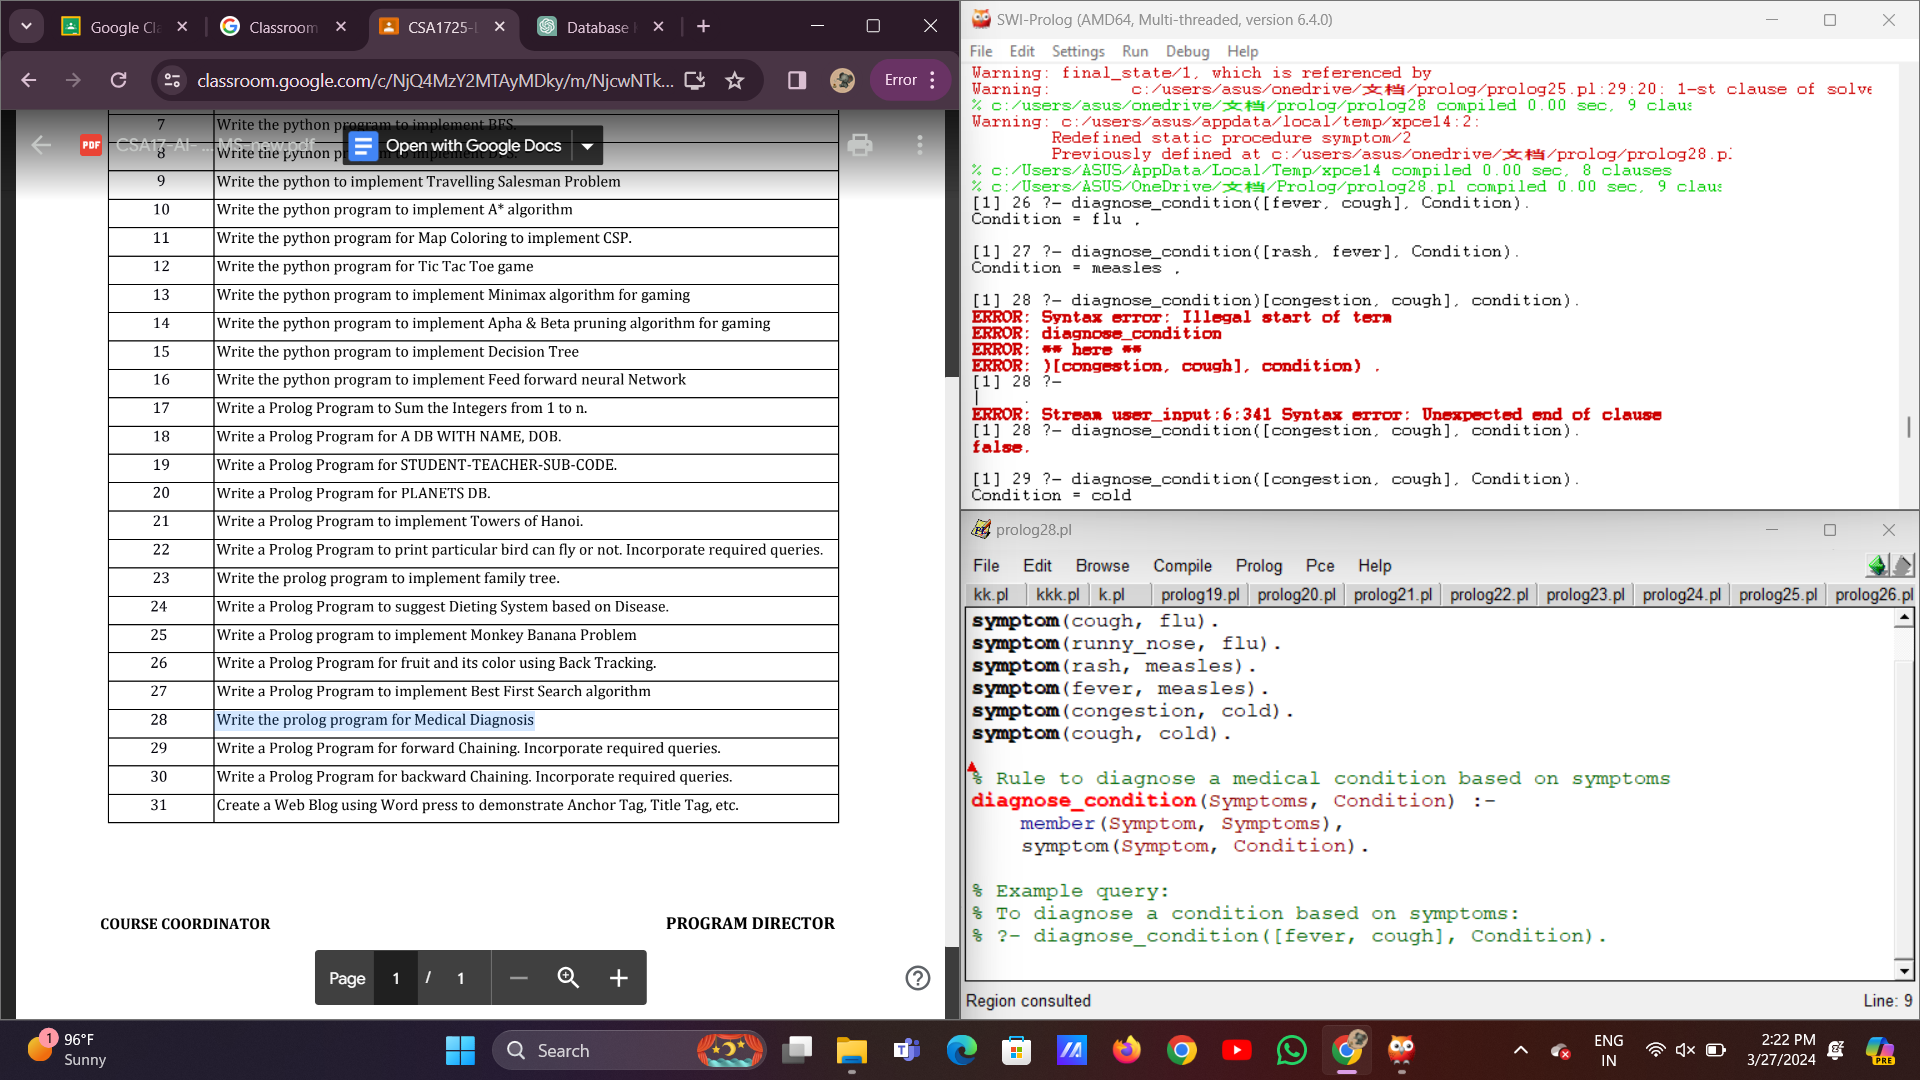 Google Cla
Classroom
CSA1725-
Database
classroom.google.com/c/NjQ4MzY2MTAyMDky/m/NjcwNTk...
Error
CSA17-AI-
MS-new.pdf
Open with Google Docs
7 Write the python program to implement BFS.
8 Write the python
9 Write the python to implement Travelling Salesman Problem
10 Write the python program to implement A* algorithm
11 Write the python program for Map Coloring to implement CSP.
12 Write the python program for Tic Tac Toe game
13 Write the python program to implement Minimax algorithm for gaming
14 Write the python program to implement Apha & Beta pruning algorithm for gaming
15 Write the python program to implement Decision Tree
16 Write the python program to implement Feed forward neural Network
17 Write a Prolog Program to Sum the Integers from 1 to n.
18 Write a Prolog Program for A DB WITH NAME, DOB.
19 Write a Prolog Program for STUDENT-TEACHER-SUB-CODE.
20 Write a Prolog Program for PLANETS DB.
21 Write a Prolog Program to implement Towers of Hanoi.
22 Write a Prolog Program to print particular bird can fly or not. Incorporate required queries.
23 Write the prolog program to implement family tree.
24 Write a Prolog Program to suggest Dieting System based on Disease.
25 Write a Prolog program to implement Monkey Banana Problem
26 Write a Prolog Program for fruit and its color using Back Tracking.
27 Write a Prolog Program to implement Best First Search algorithm
28 Write the prolog program for Medical Diagnosis
29 Write a Prolog Program for forward Chaining. Incorporate required queries.
30 Write a Prolog Program for backward Chaining. Incorporate required queries.
31 Create a Web Blog using Word press to demonstrate Anchor Tag, Title Tag, etc.
COURSE COORDINATOR PROGRAM DIRECTOR
Page 1 / 1
SWI-Prolog (AMD64, Multi-threaded, version 6.4.0)
File Edit Settings Run Debug Help
Warning: final_state/1, which is referenced by
Warning: c:/users/asus/onedrive/文档/prolog/prolog25.pl:29:20: 1-st clause of solve
% c:/users/asus/onedrive/文档/prolog/prolog28 compiled 0.00 sec, 9 claus
Warning: c:/users/asus/appdata/local/temp/xpce14:2:
Redefined static procedure symptom/2
Previously defined at c:/users/asus/onedrive/文档/prolog/prolog28.pl
% c:/Users/ASUS/AppData/Local/Temp/xpce14 compiled 0.00 sec, 8 clauses
% c:/Users/ASUS/OneDrive/文档/Prolog/prolog28.pl compiled 0.00 sec, 9 claus
[1] 26 ?- diagnose_condition([fever, cough], Condition).
Condition = flu .
[1] 27 ?- diagnose_condition([rash, fever], Condition).
Condition = measles .
[1] 28 ?- diagnose_condition)[congestion, cough], condition).
ERROR: Syntax error: Illegal start of term
ERROR: diagnose_condition
ERROR: ** here **
ERROR: )[congestion, cough], condition) .
[1] 28 ?-
| .
ERROR: Stream user_input:6:341 Syntax error: Unexpected end of clause
[1] 28 ?- diagnose_condition([congestion, cough], condition).
false.
[1] 29 ?- diagnose_condition([congestion, cough], Condition).
Condition = cold
prolog28.pl
File Edit Browse Compile Prolog Pce Help
kk.pl kkk.pl k.pl prolog19.pl prolog20.pl prolog21.pl prolog22.pl prolog23.pl prolog24.pl prolog25.pl prolog26.pl
symptom(cough, flu).
symptom(runny_nose, flu).
symptom(rash, measles).
symptom(fever, measles).
symptom(congestion, cold).
symptom(cough, cold).
% Rule to diagnose a medical condition based on symptoms
diagnose_condition(Symptoms, Condition) :-
member(Symptom, Symptoms),
symptom(Symptom, Condition).
% Example query:
% To diagnose a condition based on symptoms:
% ?- diagnose_condition([fever, cough], Condition).
Region consulted Line: 9
1
96°F
Sunny
Search
ENG
IN
2:22 PM
3/27/2024
PRE